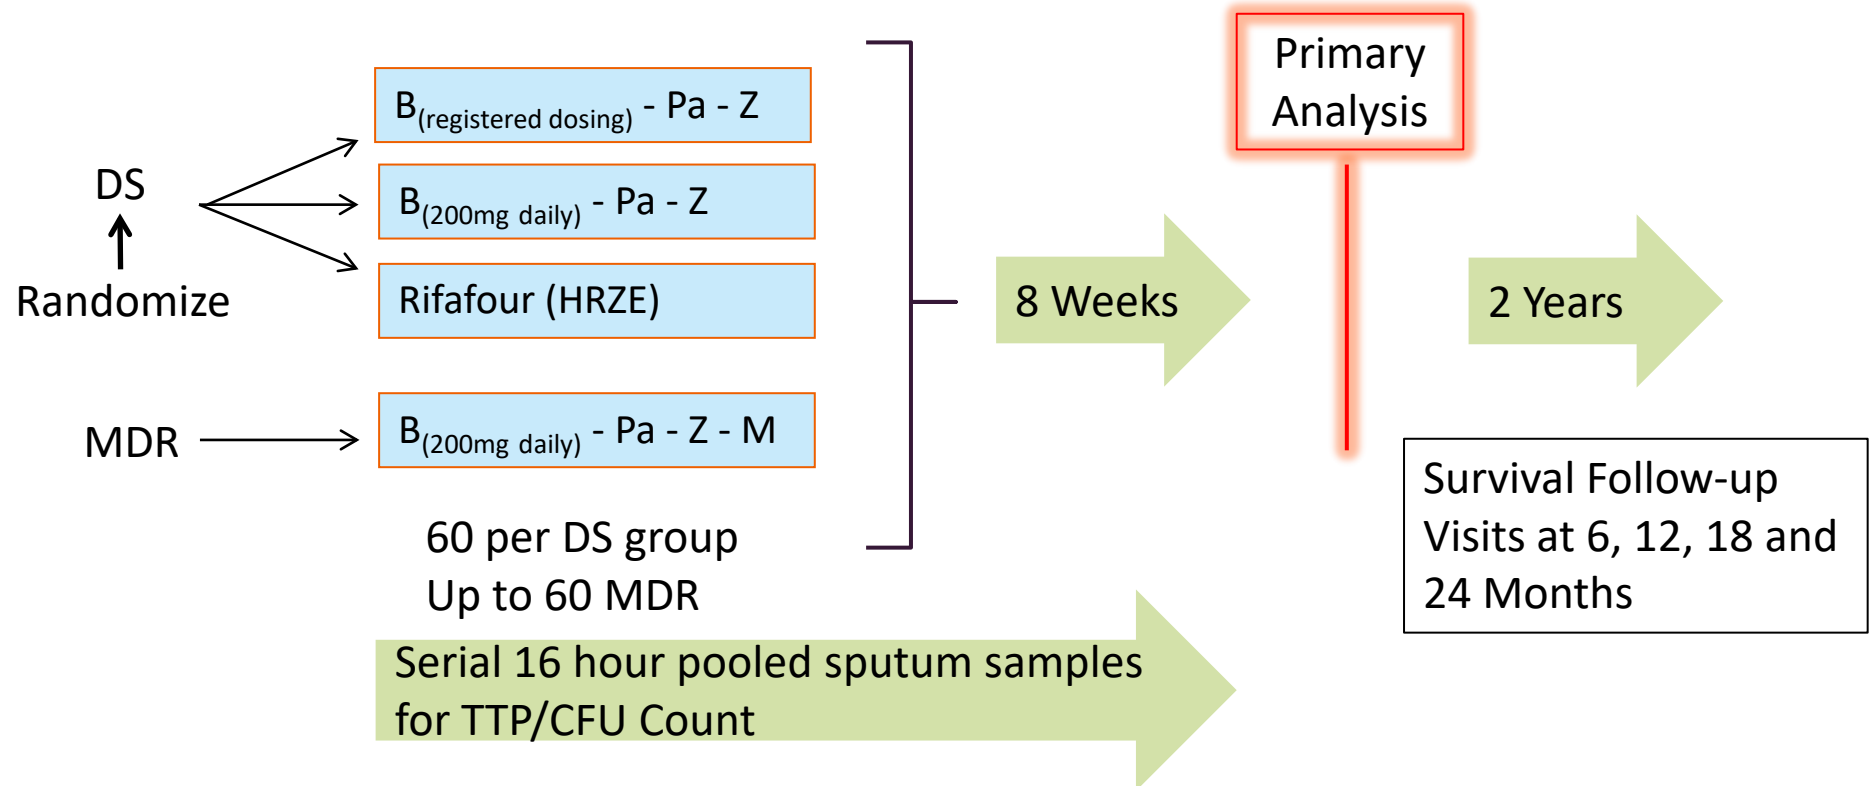 DS
Randomize
MDR
B(registered dosing) - Pa - Z
B(200mg daily) - Pa - Z
Rifafour (HRZE)
B(200mg daily) - Pa - Z - M
60 per DS group
Up to 60 MDR
Serial 16 hour pooled sputum samples
for TTP/CFU Count
8 Weeks
Primary
Analysis
2 Years
Survival Follow-up
Visits at 6, 12, 18 and
24 Months